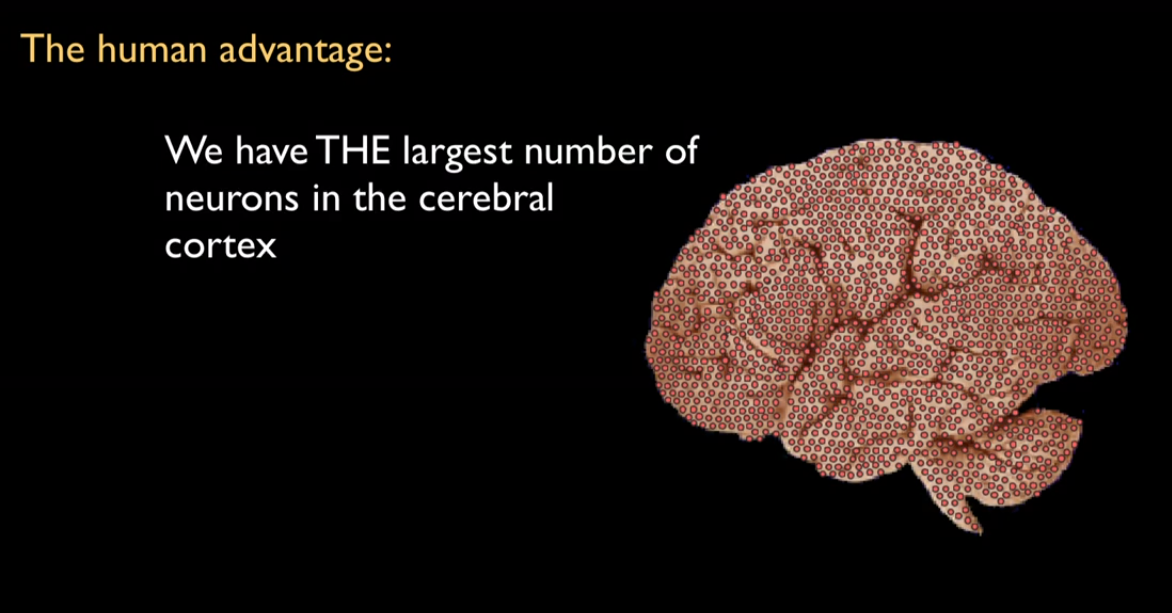 The human advantage:
We have THE largest number of
neurons in the cerebral
cortex